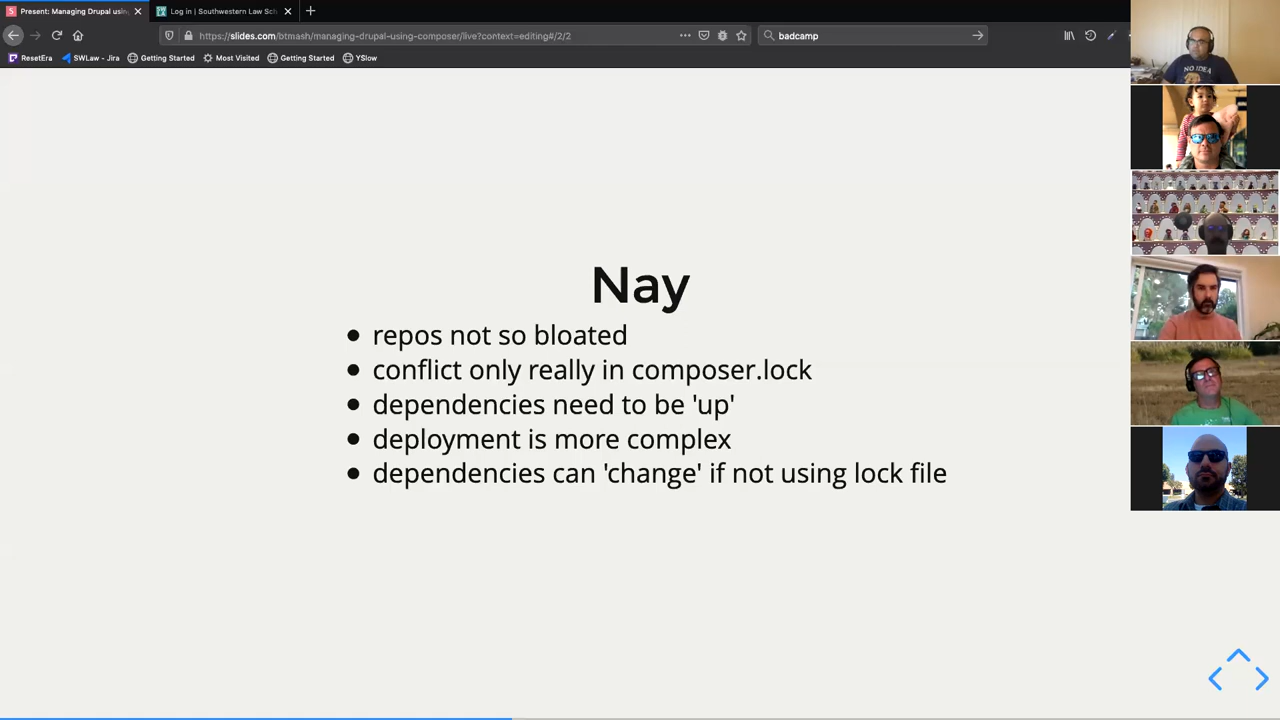 Present: Managing Drupal usin
Log in | Southwestern Law Sch
https://slides.com/btmash/managing-drupal-using-composer/live?context=editing#/2/2
badcamp
ResetEra
SWLaw - Jira
Getting Started
Most Visited
Getting Started
YSlow
NO IDEA
Nay
• repos not so bloated
• conflict only really in composer.lock
• dependencies need to be 'up'
• deployment is more complex
• dependencies can 'change' if not using lock file